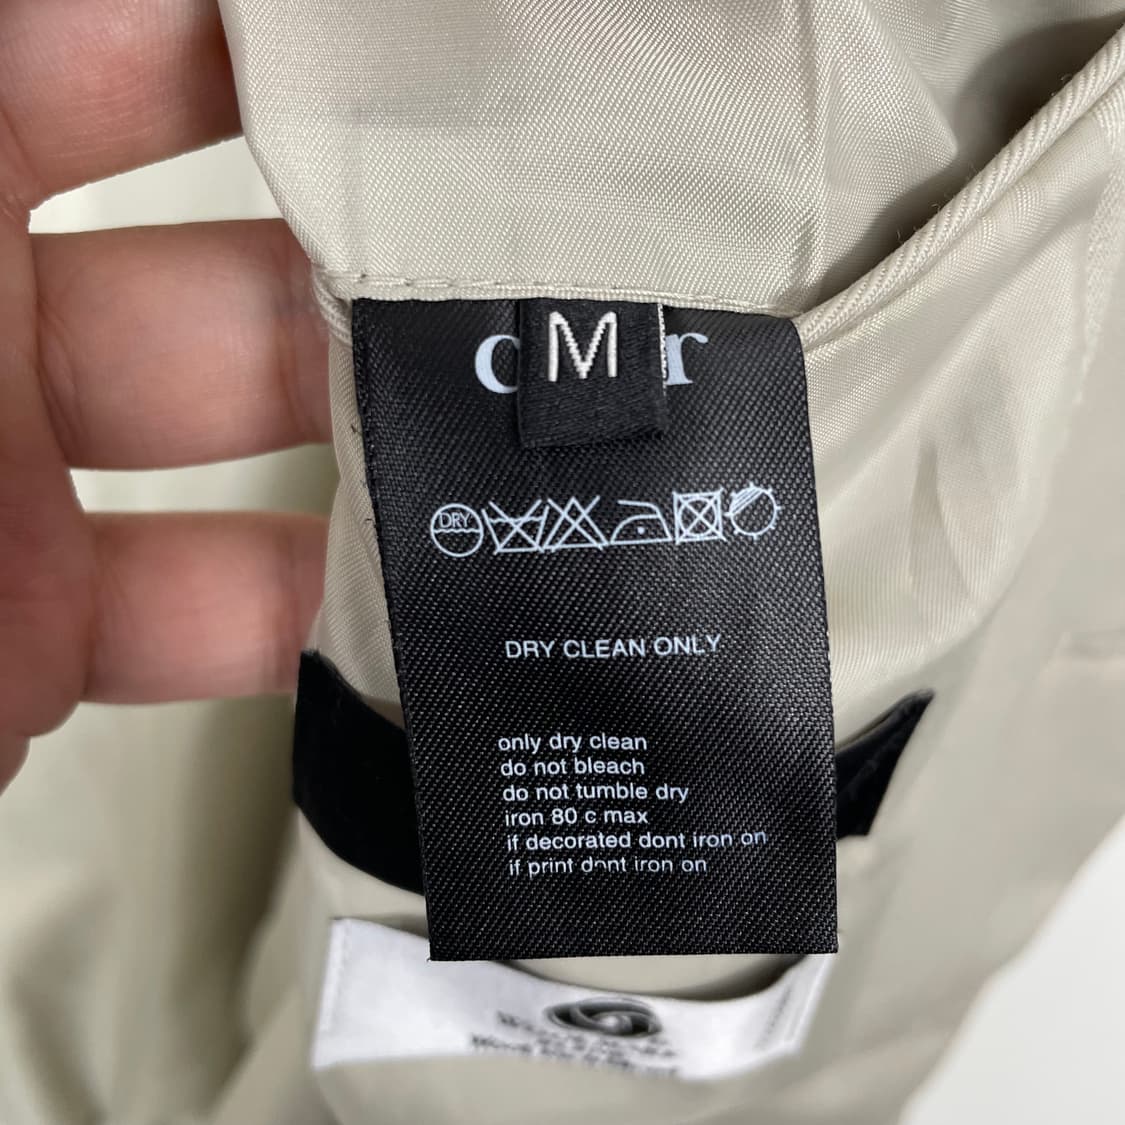 M
DRY
DRY CLEAN ONLY
only dry clean
do not bleach
do not tumble dry
iron 80 c max
if decorated dont iron on
if print dont iron on